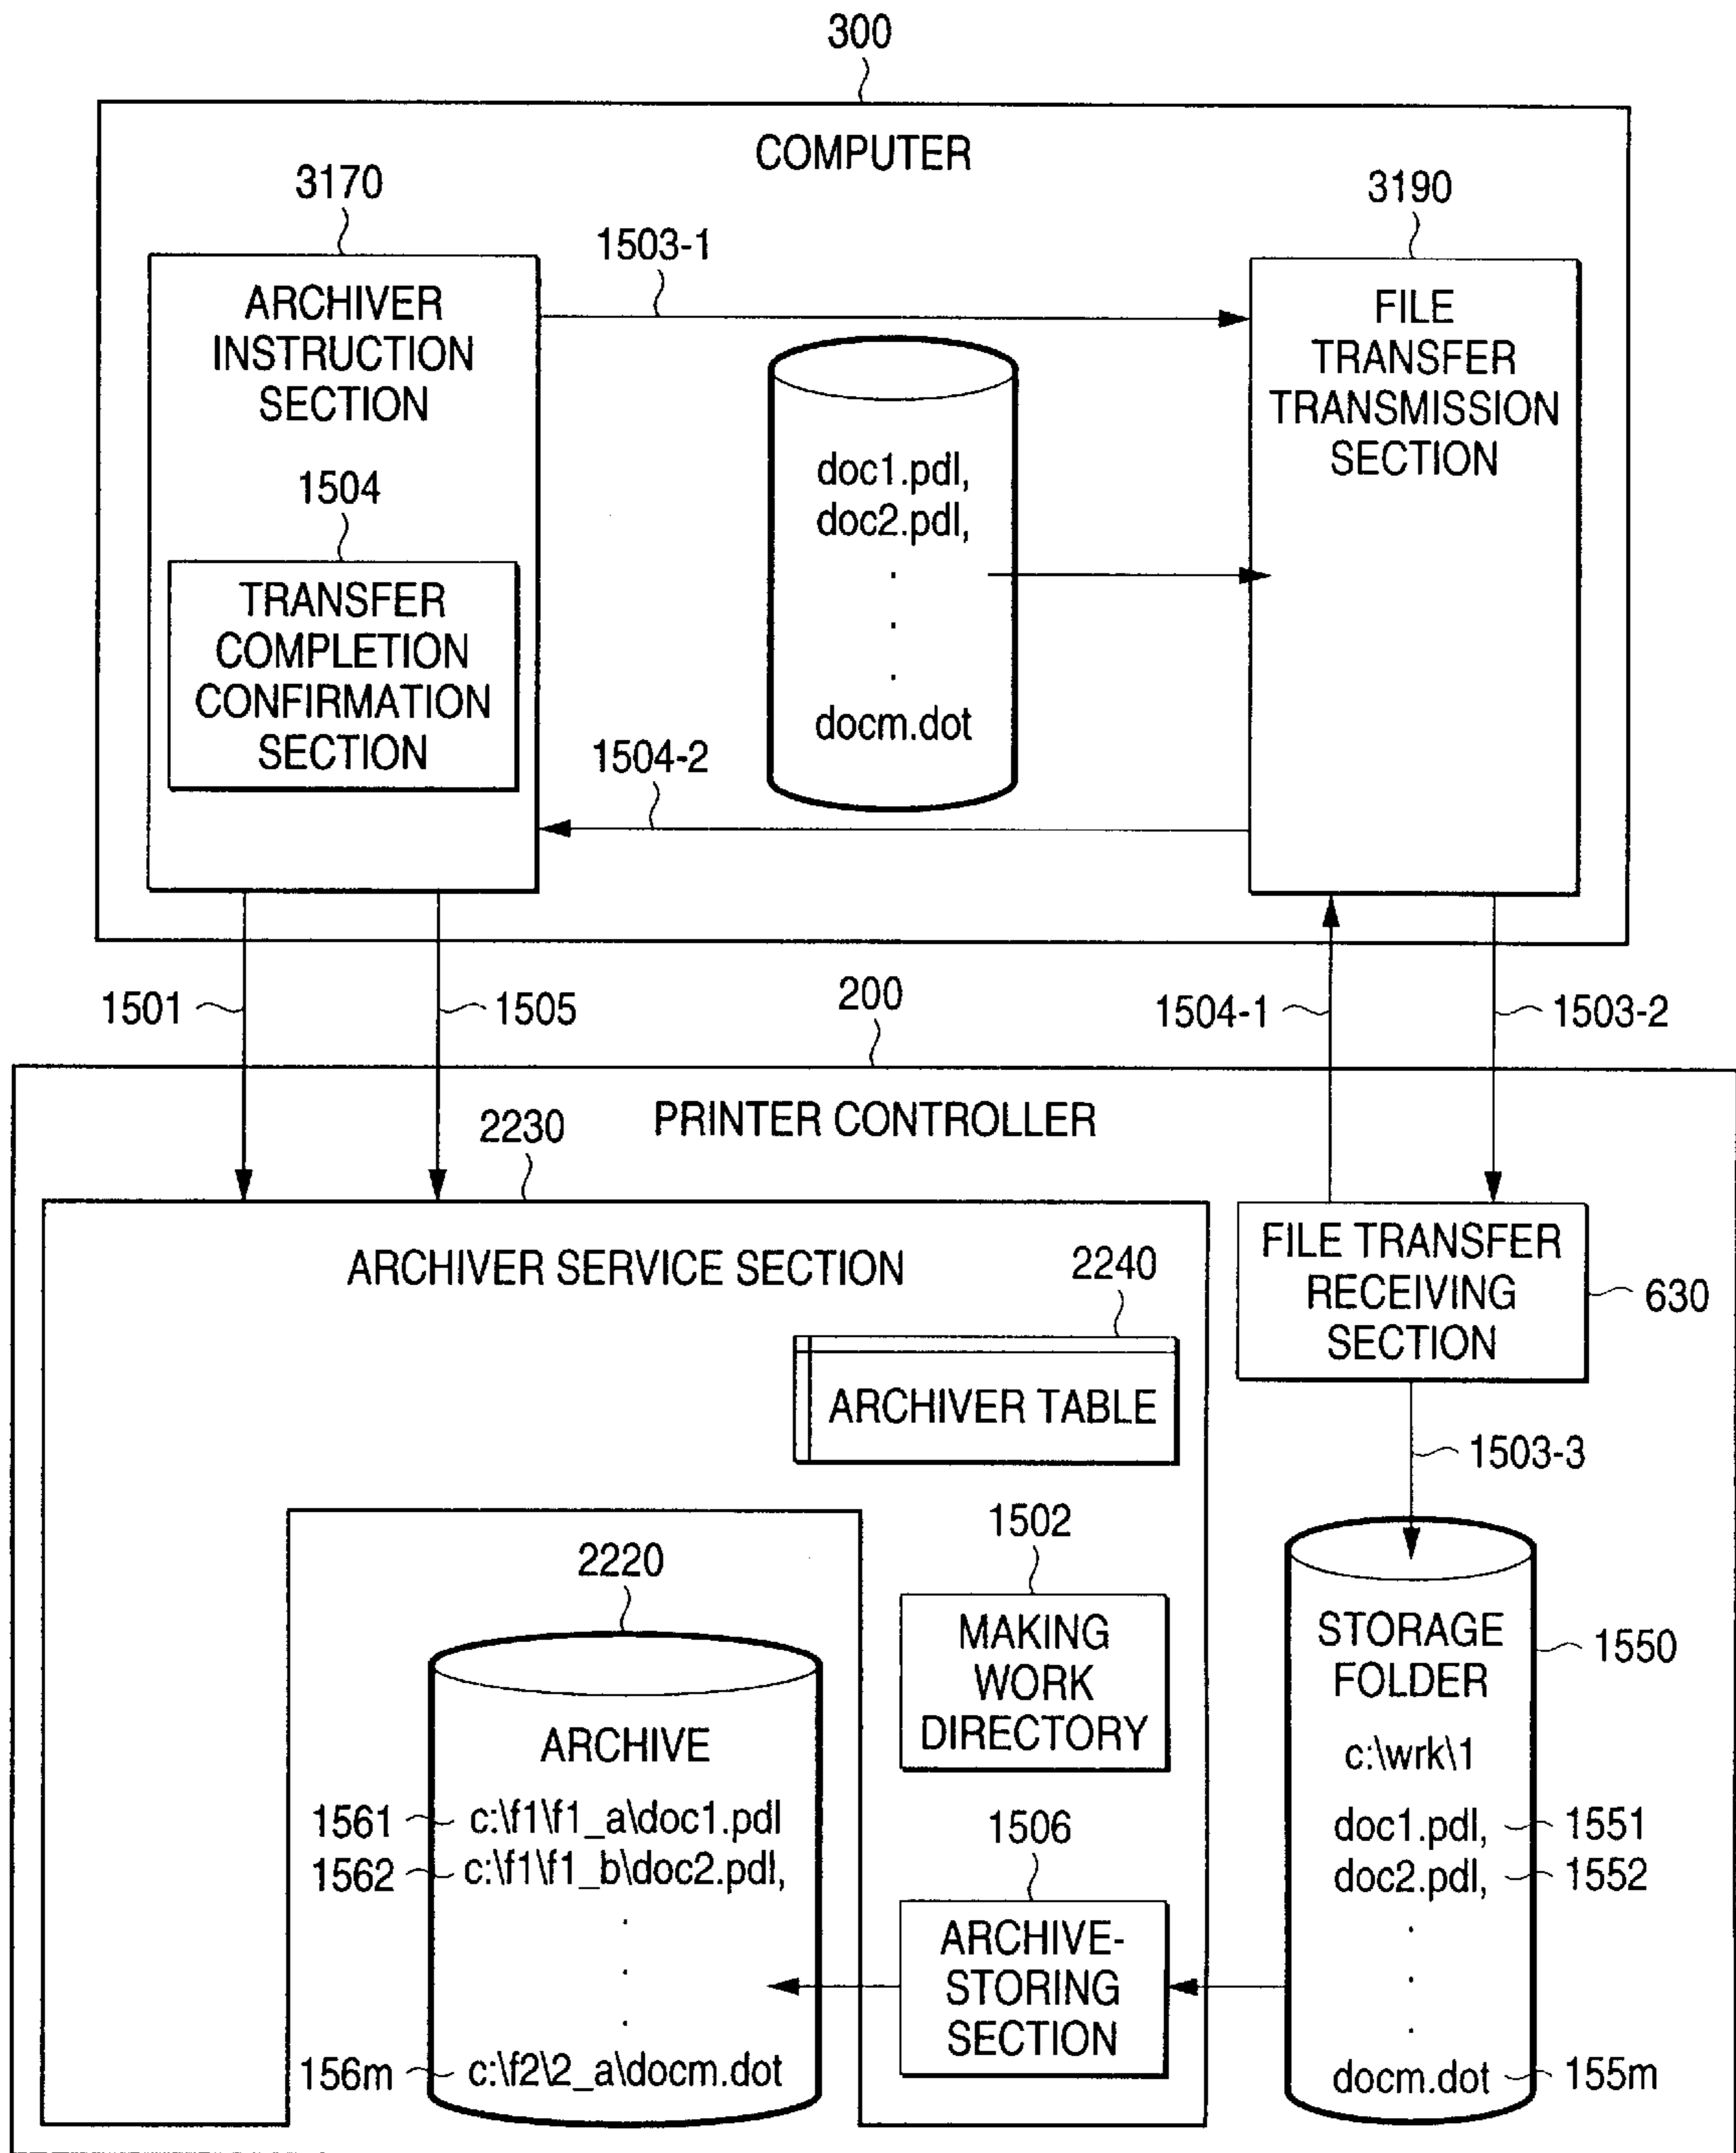 300
COMPUTER
3170
3190
1503-1
ARCHIVER
INSTRUCTION
SECTION
FILE
TRANSFER
TRANSMISSION
SECTION
doc1.pdl,
doc2.pdl,
.
.
.
docm.dot
1504
TRANSFER
COMPLETION
CONFIRMATION
SECTION
1504-2
1501
1505
200
1504-1
1503-2
PRINTER CONTROLLER
2230
ARCHIVER SERVICE SECTION
2240
ARCHIVER TABLE
FILE TRANSFER
RECEIVING
SECTION
630
1503-3
1502
MAKING
WORK
DIRECTORY
2220
ARCHIVE
1561 c:\f1\f1_a\doc1.pdl
1562 c:\f1\f1_b\doc2.pdl,
.
.
.
156m c:\f2\2_a\docm.dot
1506
ARCHIVE-
STORING
SECTION
STORAGE
FOLDER
1550
c:\wrk\1
doc1.pdl, 1551
doc2.pdl, 1552
.
.
.
docm.dot 155m